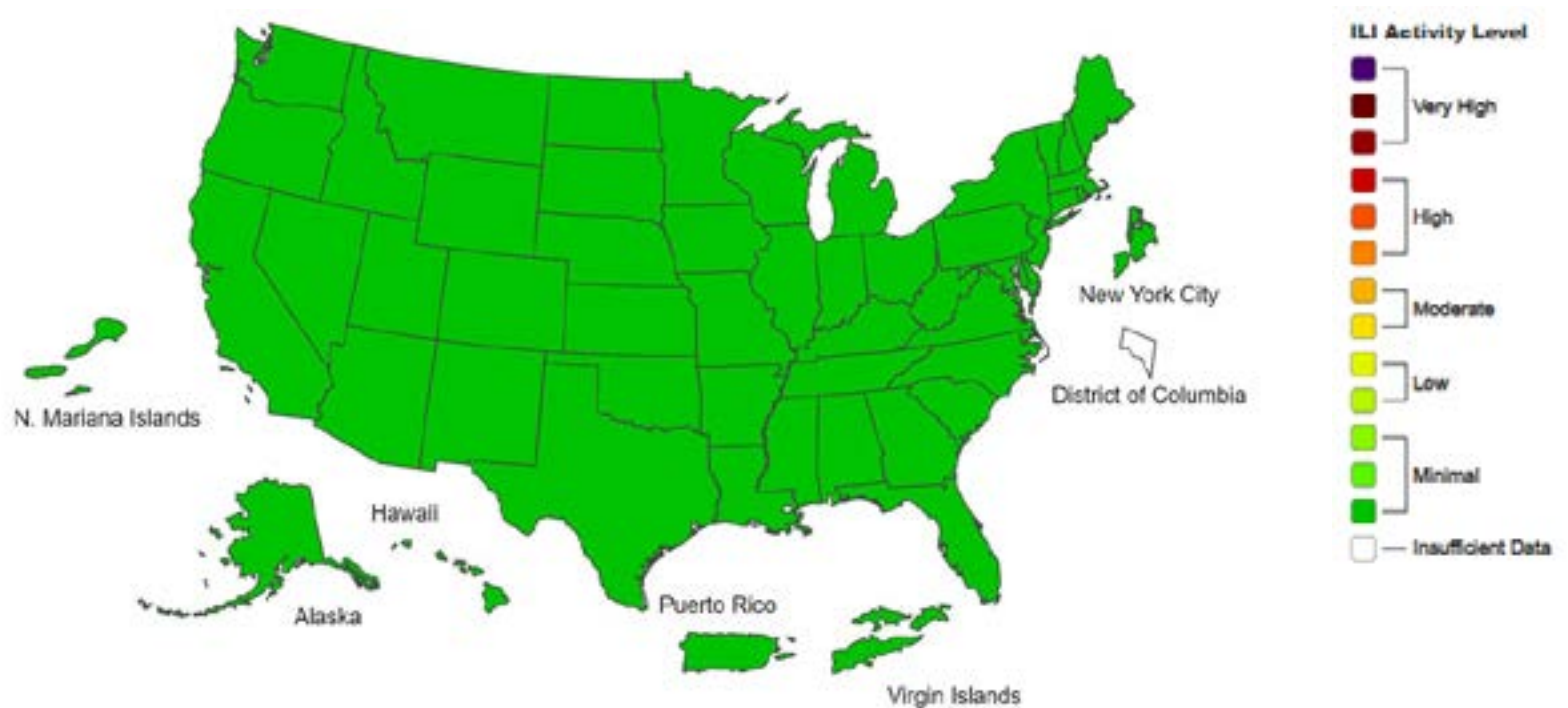 ILI Activity Level
Very High
High
Moderate
Low
Minimal
Insufficient Data
New York City
District of Columbia
N. Mariana Islands
Hawaii
Alaska
Puerto Rico
Virgin Islands